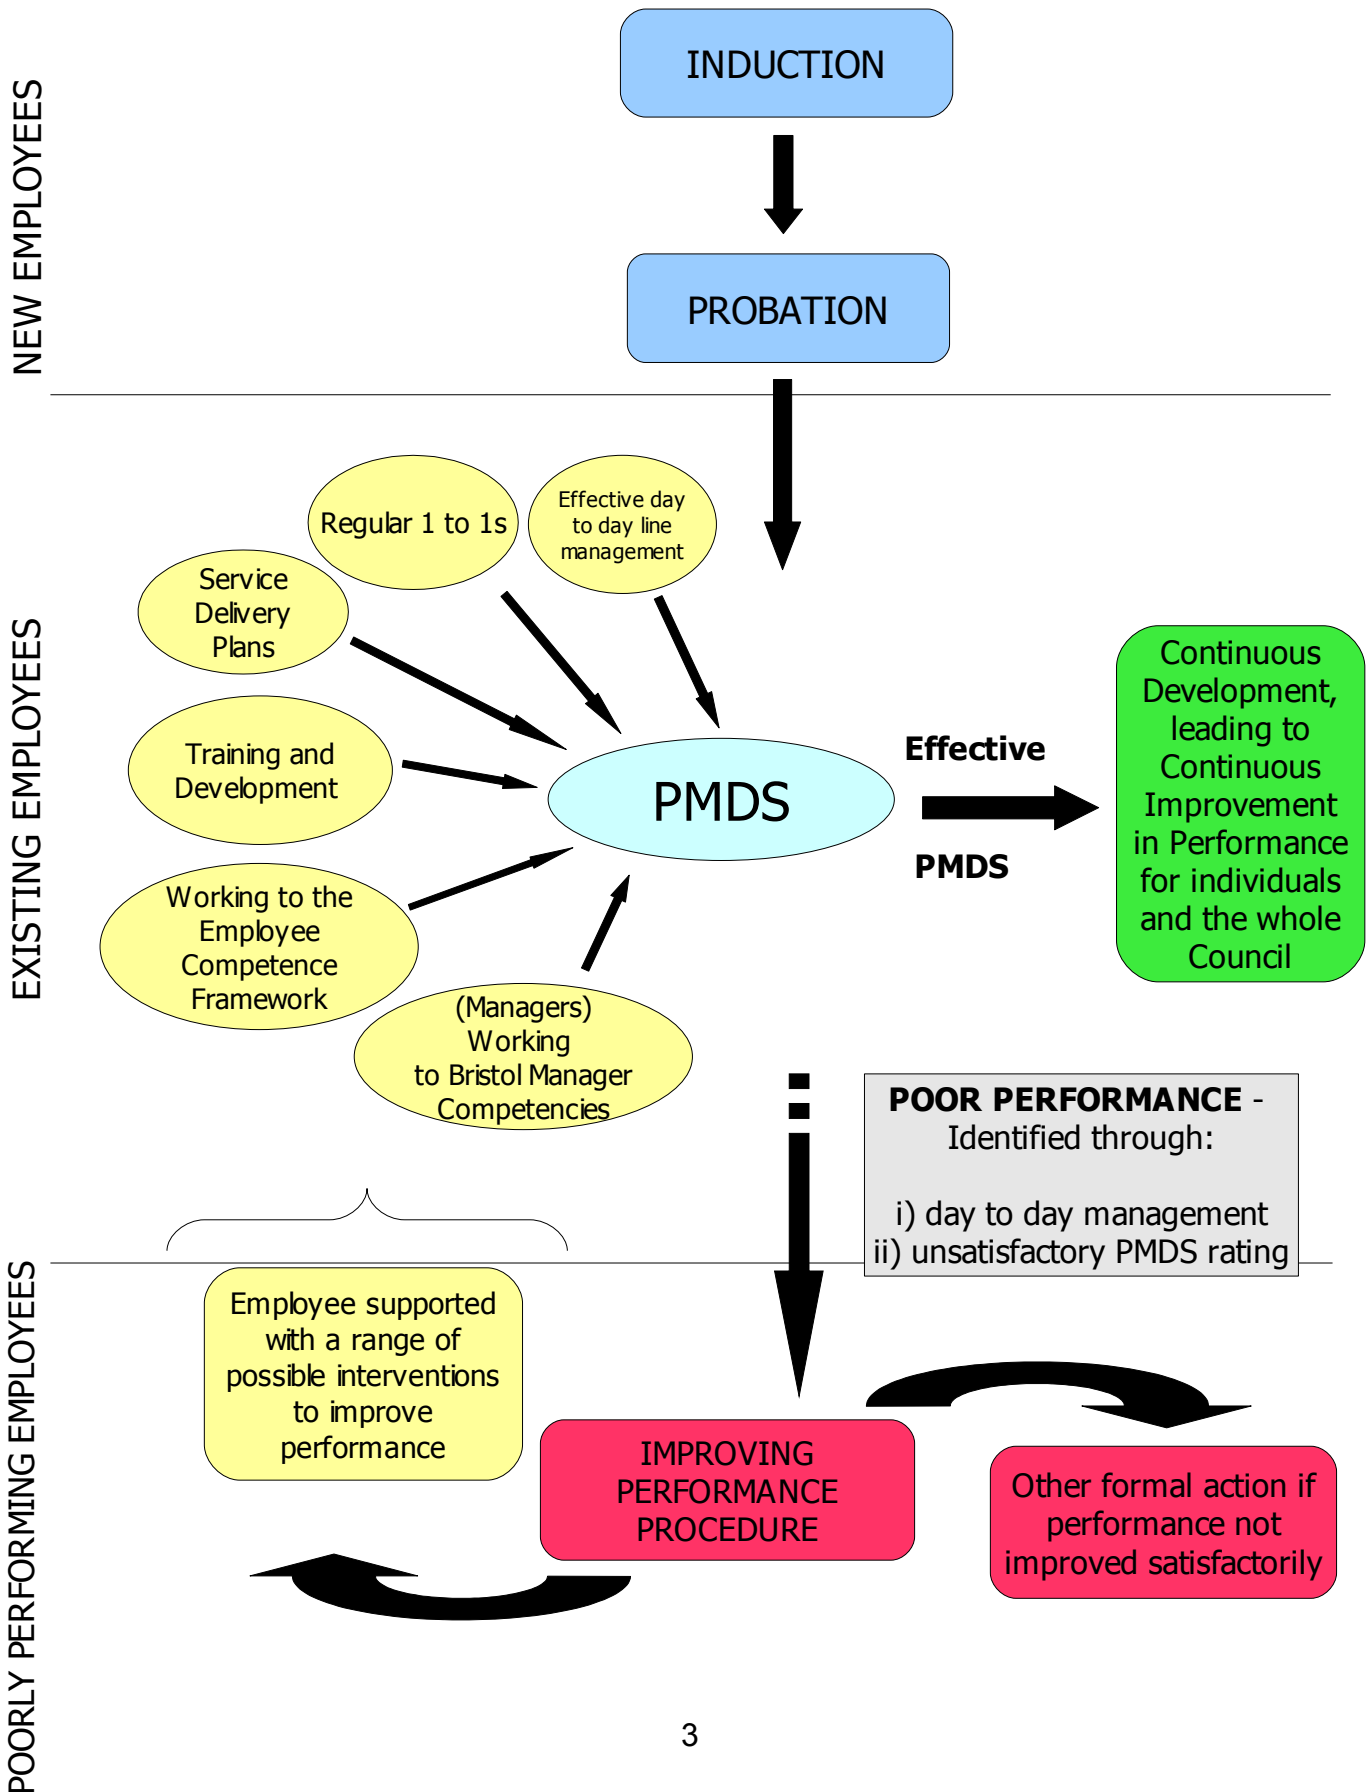 NEW EMPLOYEES
INDUCTION
PROBATION
EXISTING EMPLOYEES
Regular 1 to 1s
Effective day
to day line
management
Service
Delivery
Plans
Training and
Development
Working to the
Employee
Competence
Framework
(Managers)
Working
to Bristol Manager
Competencies
PMDS
Effective
PMDS
Continuous
Development,
leading to
Continuous
Improvement
in Performance
for individuals
and the whole
Council
POOR PERFORMANCE -
Identified through:
i) day to day management
ii) unsatisfactory PMDS rating
POORLY PERFORMING EMPLOYEES
Employee supported
with a range of
possible interventions
to improve
performance
IMPROVING
PERFORMANCE
PROCEDURE
Other formal action if
performance not
improved satisfactorily
3